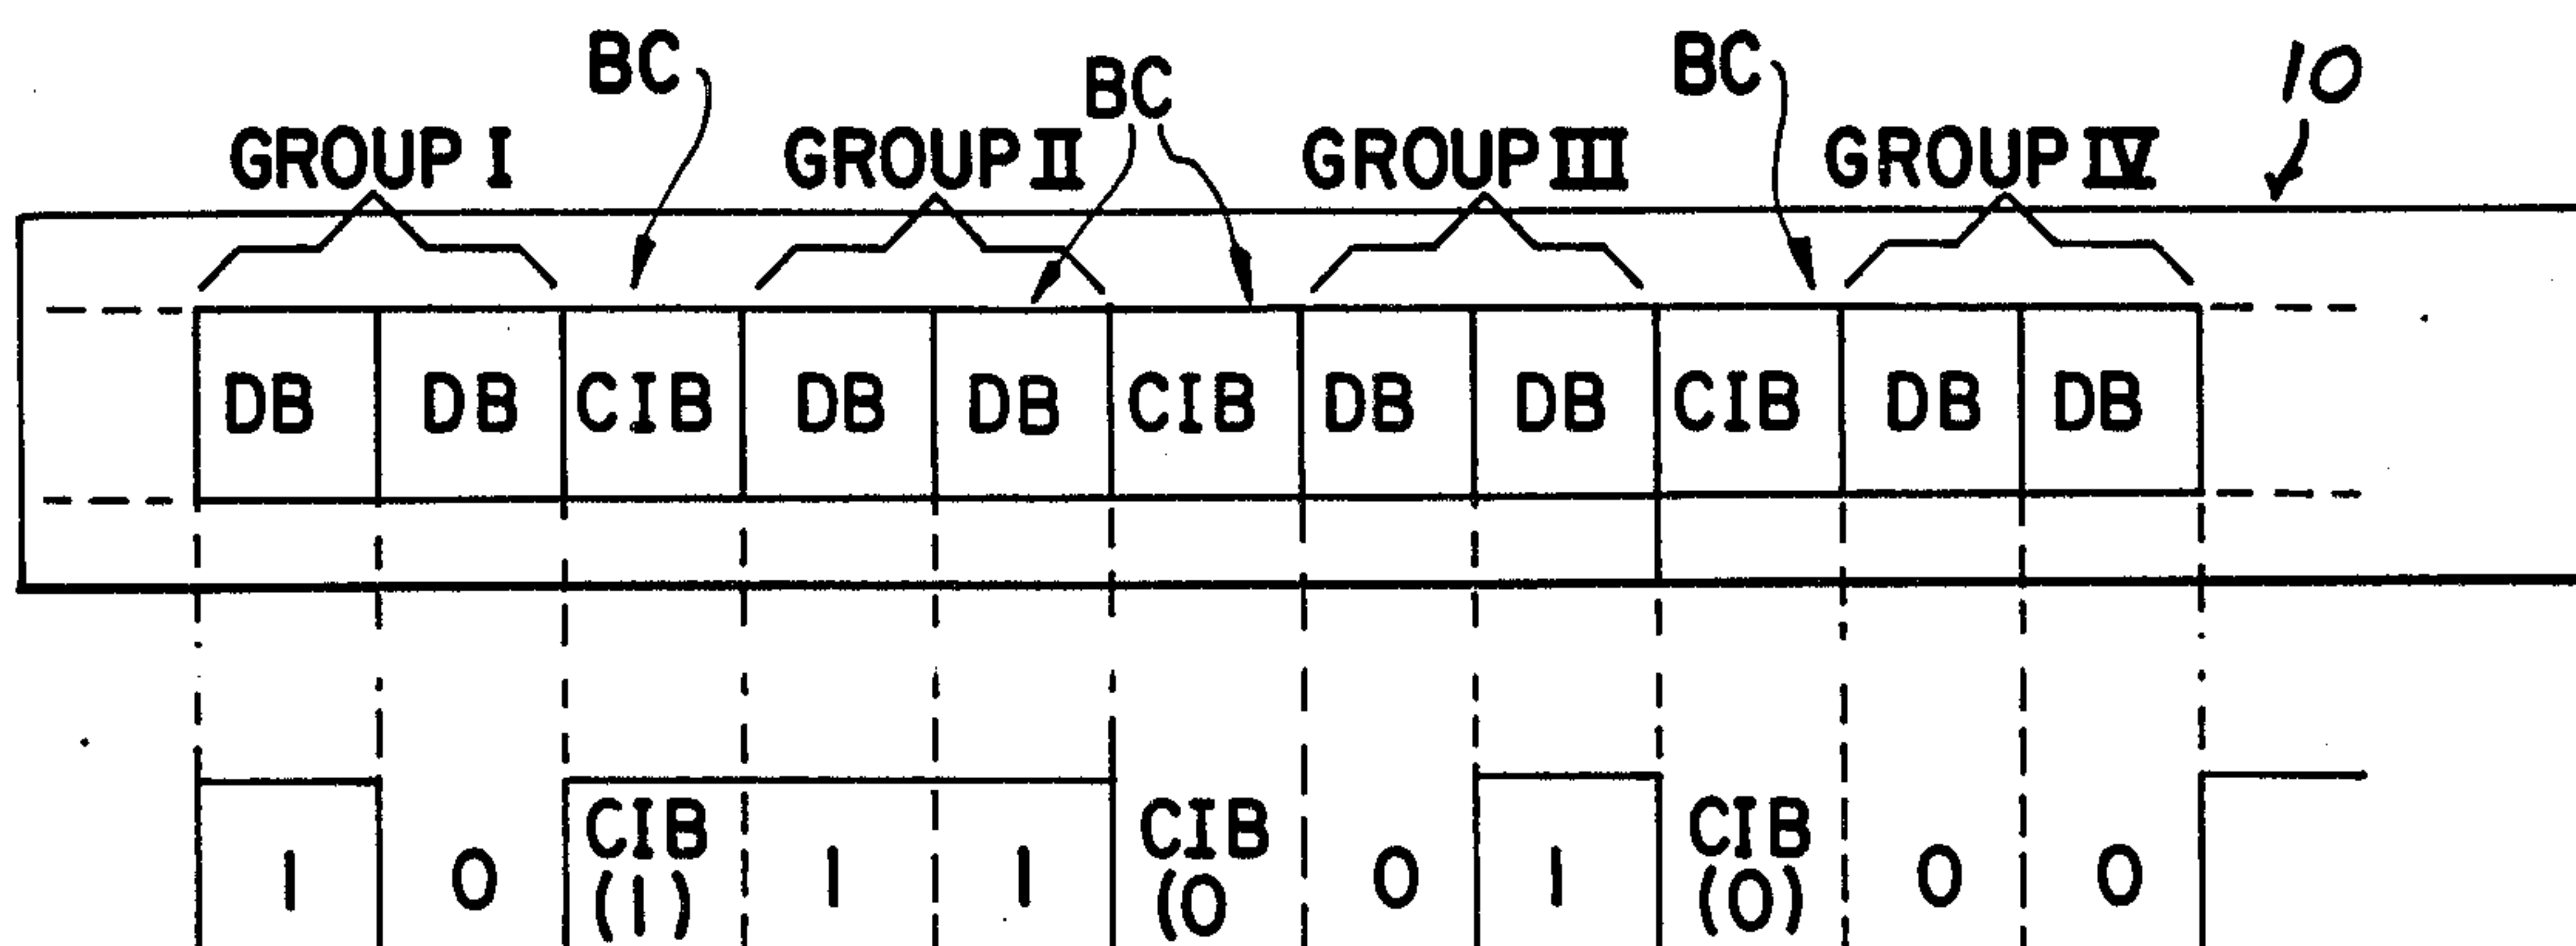 BC BC BC 10
GROUP I GROUP II GROUP III GROUP IV
DB DB CIB DB DB CIB DB DB CIB DB DB
1 0 CIB (1) 1 1 CIB (0 0 1 CIB (0) 0 0